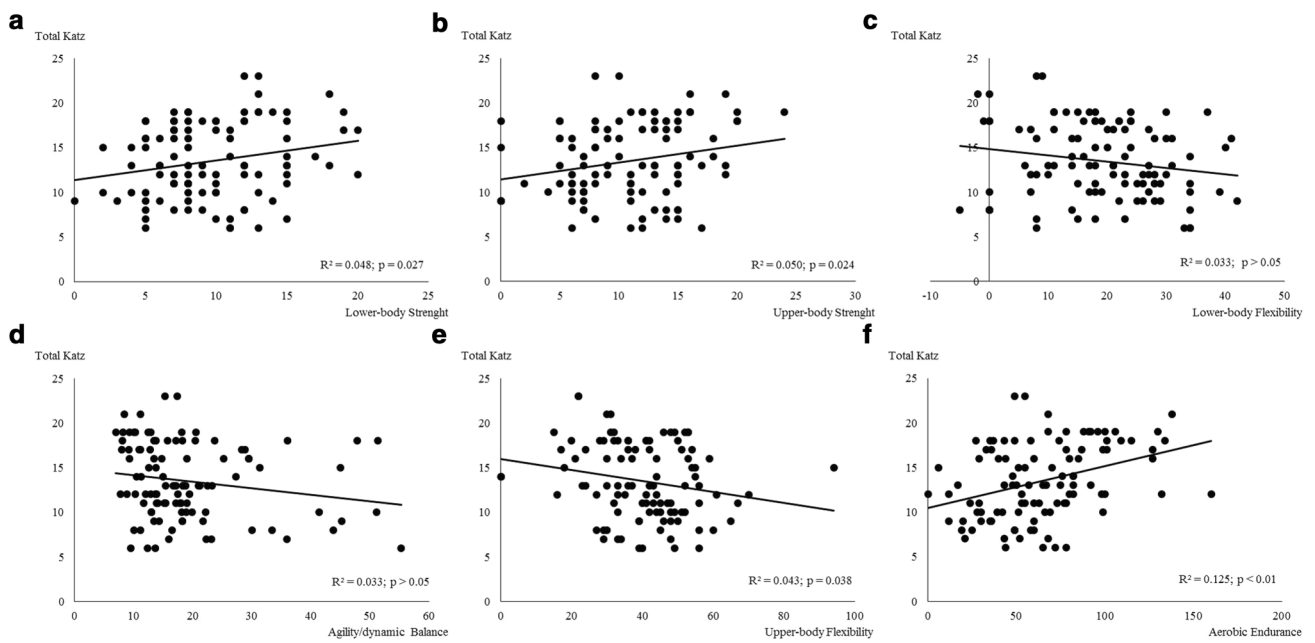 a
Total Katz
25
20
15
10
5
0
0 5 10 15 20 25
R² = 0.048; p = 0.027
Lower-body Strenght
b
Total Katz
25
20
15
10
5
0
0 5 10 15 20 25 30
R² = 0.050; p = 0.024
Upper-body Strenght
c
Total Katz
25
20
15
10
5
0
-10 0 10 20 30 40 50
R² = 0.033; p > 0.05
Lower-body Flexibility
d
Total Katz
25
20
15
10
5
0
0 10 20 30 40 50 60
R² = 0.033; p > 0.05
Agility/dynamic Balance
e
Total Katz
25
20
15
10
5
0
0 20 40 60 80 100
R² = 0.043; p = 0.038
Upper-body Flexibility
f
Total Katz
25
20
15
10
5
0
0 50 100 150 200
R² = 0.125; p < 0.01
Aerobic Endurance